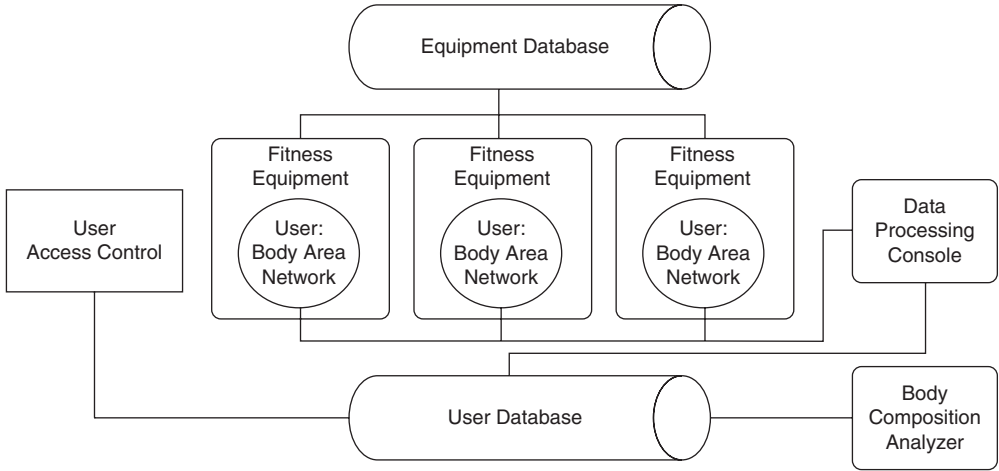 Equipment Database
Fitness
Equipment
User:
Body Area
Network
Fitness
Equipment
User:
Body Area
Network
Fitness
Equipment
User:
Body Area
Network
User
Access Control
Data
Processing
Console
User Database
Body
Composition
Analyzer